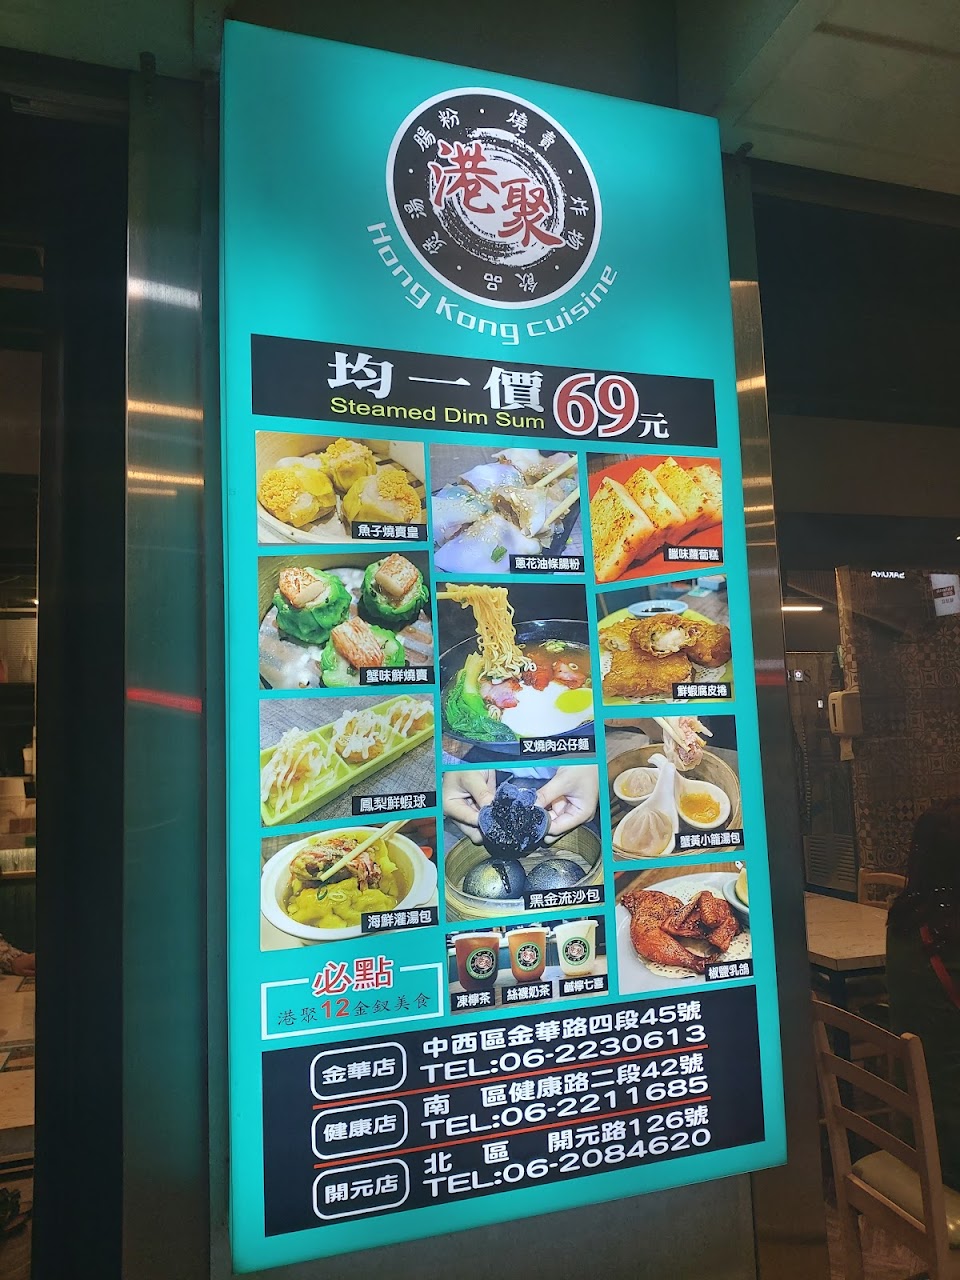 腸粉・燒賣・炸物・飲品・煲湯
港聚
Hong Kong cuisine
均一價69元
Steamed Dim Sum
魚子燒賣皇
蔥花油條腸粉
臘味蘿蔔糕
蟹味鮮燒賣
叉燒肉公仔麵
鮮蝦腐皮捲
鳳梨鮮蝦球
黑金流沙包
蟹黃小籠湯包
海鮮灌湯包
凍檸茶
絲襪奶茶
鹹檸七喜
椒鹽乳鴿
必點
港聚12金釵美食
金華店
中西區金華路四段45號
TEL:06-2230613
健康店
南 區健康路二段42號
TEL:06-2211685
開元店
北 區 開元路126號
TEL:06-2084620